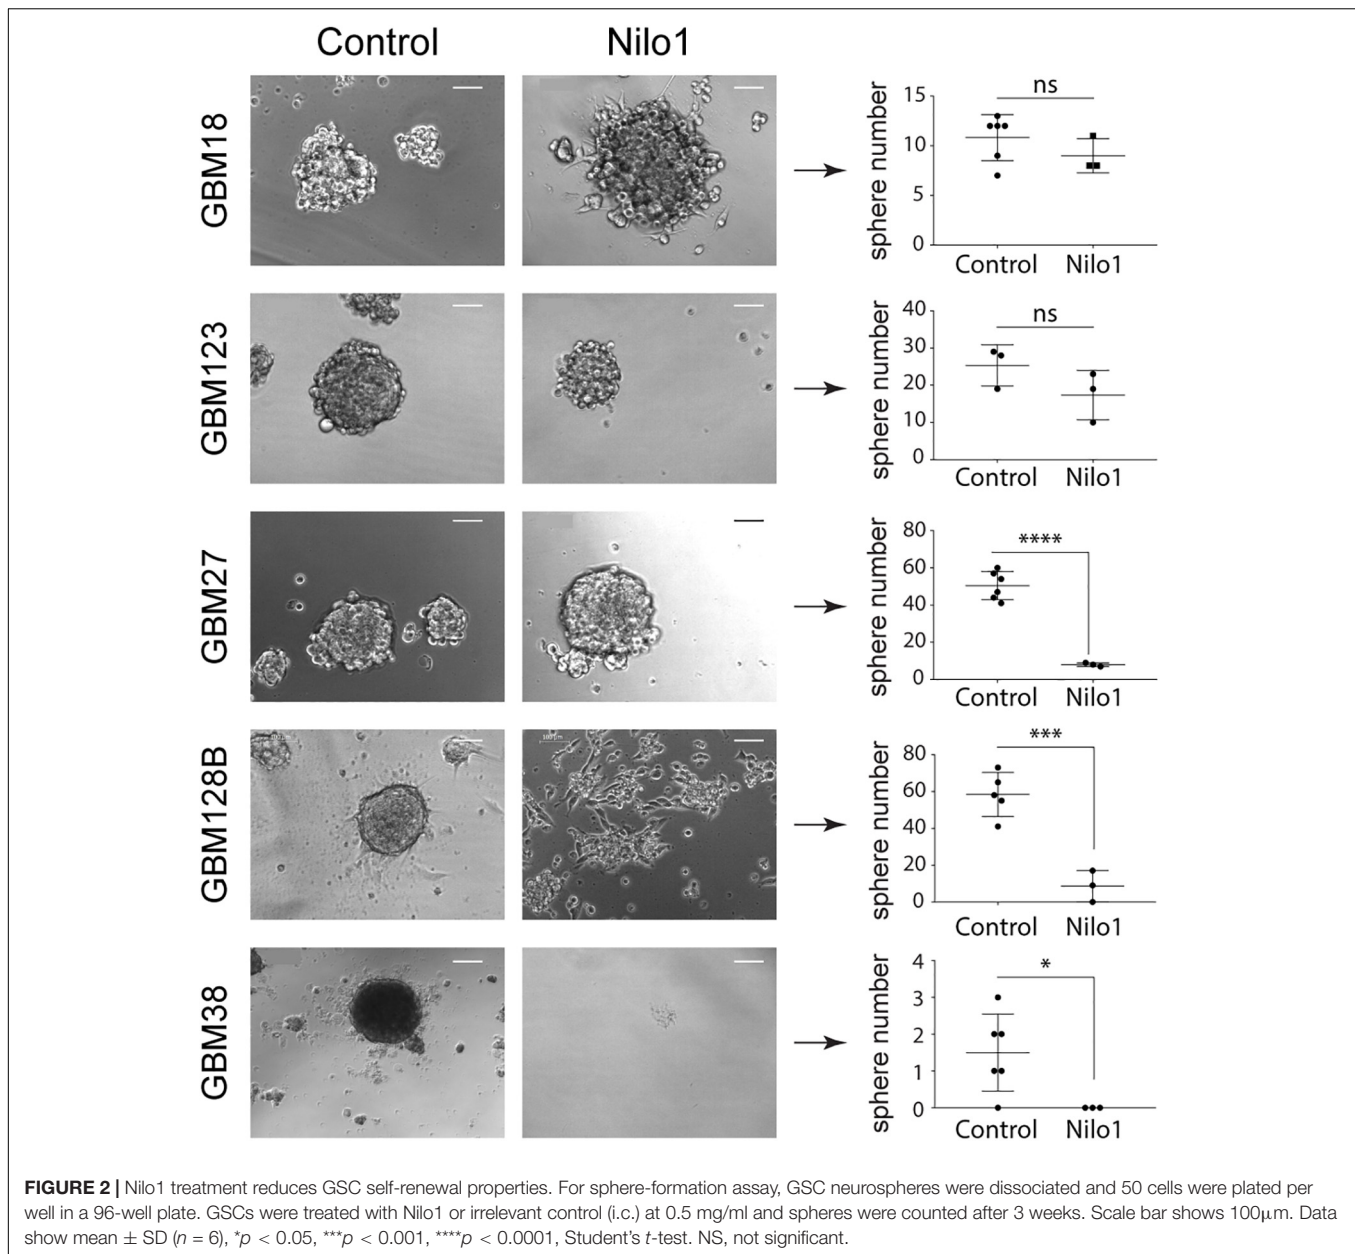 Control Nilo1
GBM18
sphere number
15
10
5
0
ns
Control Nilo1
GBM123
sphere number
40
30
20
10
0
ns
Control Nilo1
GBM27
sphere number
80
60
40
20
0
****
Control Nilo1
GBM128B
100 µm
sphere number
80
60
40
20
0
***
Control Nilo1
GBM38
sphere number
4
3
2
1
0
*
Control Nilo1
FIGURE 2 | Nilo1 treatment reduces GSC self-renewal properties. For sphere-formation assay, GSC neurospheres were dissociated and 50 cells were plated per
well in a 96-well plate. GSCs were treated with Nilo1 or irrelevant control (i.c.) at 0.5 mg/ml and spheres were counted after 3 weeks. Scale bar shows 100μm. Data
show mean ± SD (n = 6), *p < 0.05, ***p < 0.001, ****p < 0.0001, Student's t-test. NS, not significant.